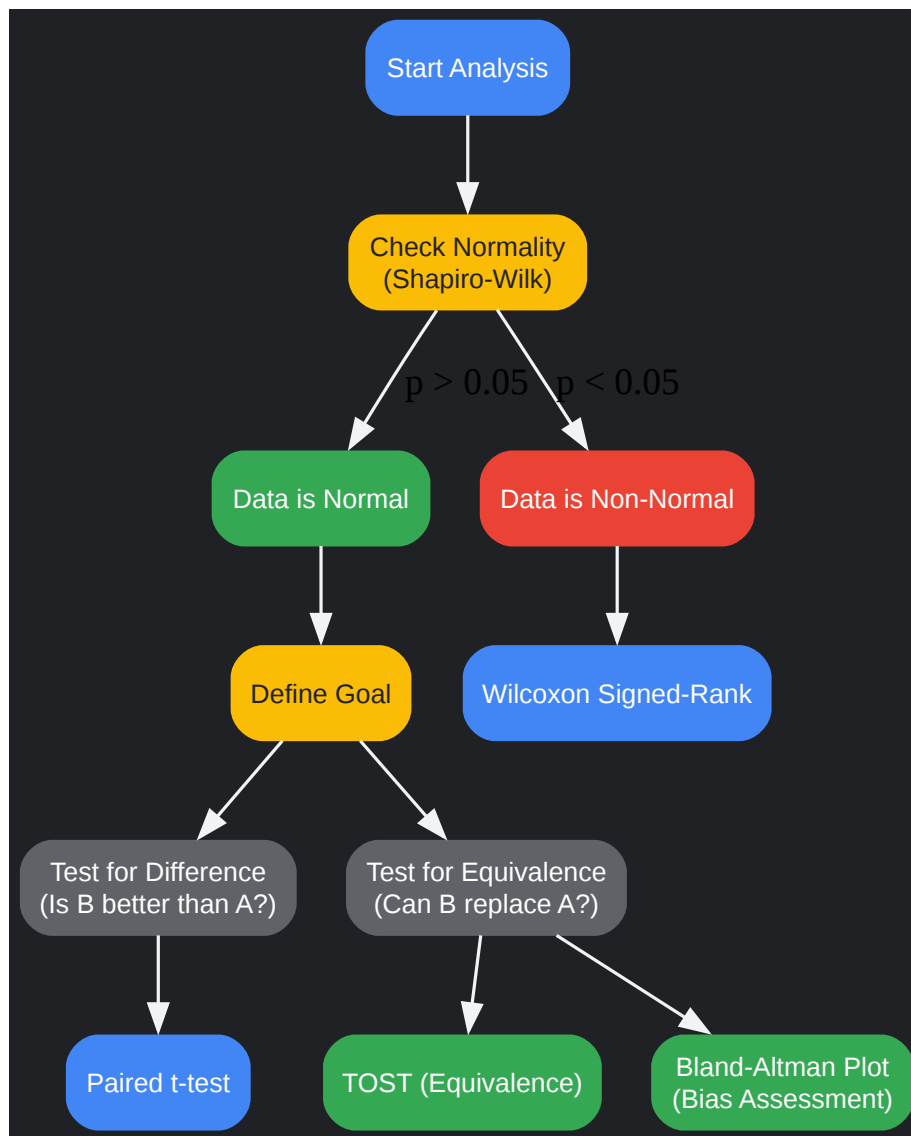 Start Analysis
Check Normality
(Shapiro-Wilk)
p > 0.05
p < 0.05
Data is Normal
Data is Non-Normal
Define Goal
Wilcoxon Signed-Rank
Test for Difference
(Is B better than A?)
Test for Equivalence
(Can B replace A?)
Paired t-test
TOST (Equivalence)
Bland-Altman Plot
(Bias Assessment)